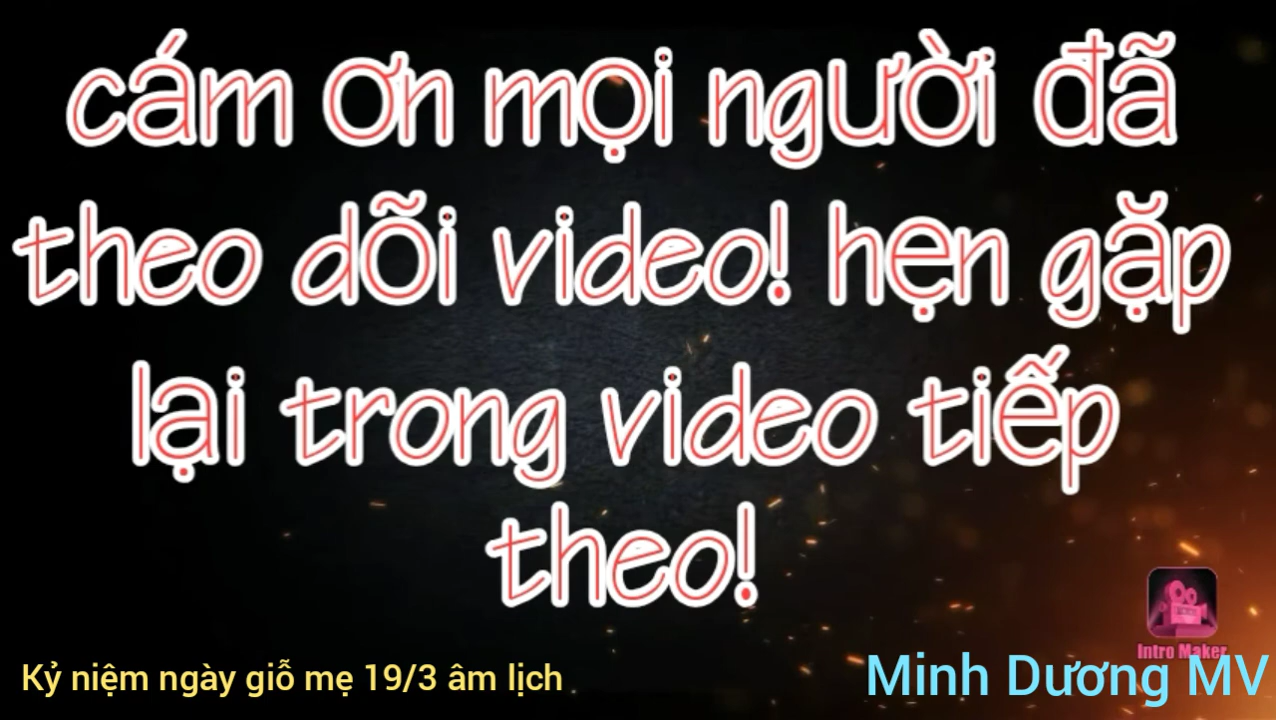 cám ơn mọi người đã
theo dõi video! hẹn gặp
lại trong video tiếp
theo!
Intro Maker
Kỷ niệm ngày giỗ mẹ 19/3 âm lịch
Minh Dương MV